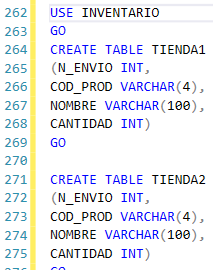 262 USE INVENTARIO
263 GO
264 CREATE TABLE TIENDA1
265 (N_ENVIO INT,
266 COD_PROD VARCHAR(4),
267 NOMBRE VARCHAR(100),
268 CANTIDAD INT)
269 GO
270
271 CREATE TABLE TIENDA2
272 (N_ENVIO INT,
273 COD_PROD VARCHAR(4),
274 NOMBRE VARCHAR(100),
275 CANTIDAD INT)